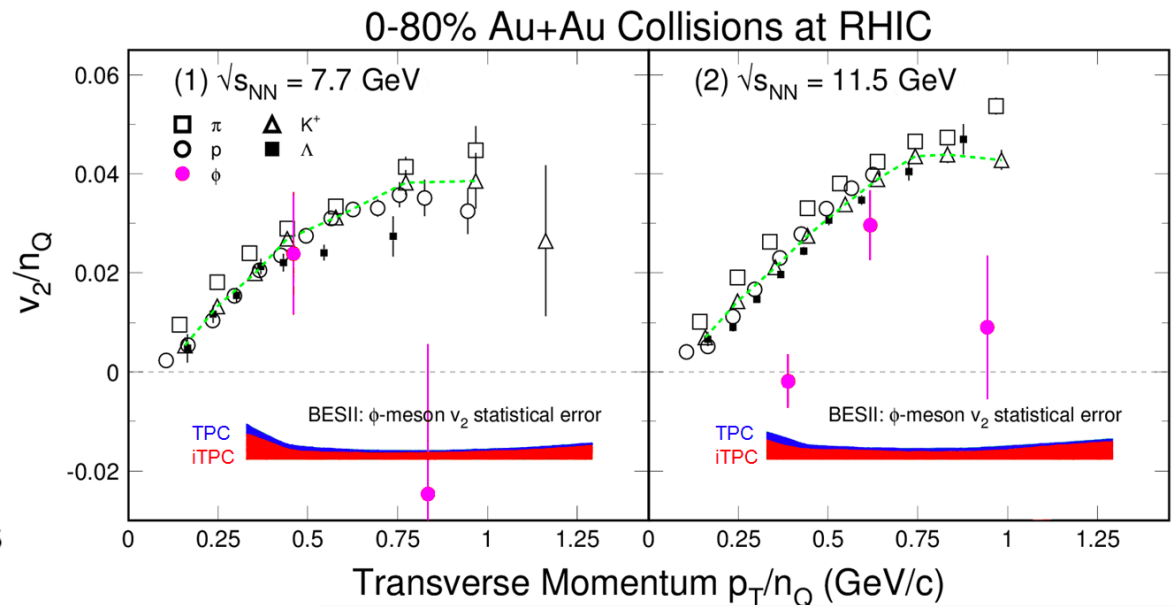 0-80% Au+Au Collisions at RHIC
(1) √sNN = 7.7 GeV
π K+
p Λ
ϕ
(2) √sNN = 11.5 GeV
0.06
0.04
0.02
0
-0.02
v2/nQ
BESII: ϕ-meson v2 statistical error
TPC
iTPC
BESII: ϕ-meson v2 statistical error
TPC
iTPC
0 0.25 0.5 0.75 1 1.25 0 0.25 0.5 0.75 1 1.25
Transverse Momentum pT/nQ (GeV/c)